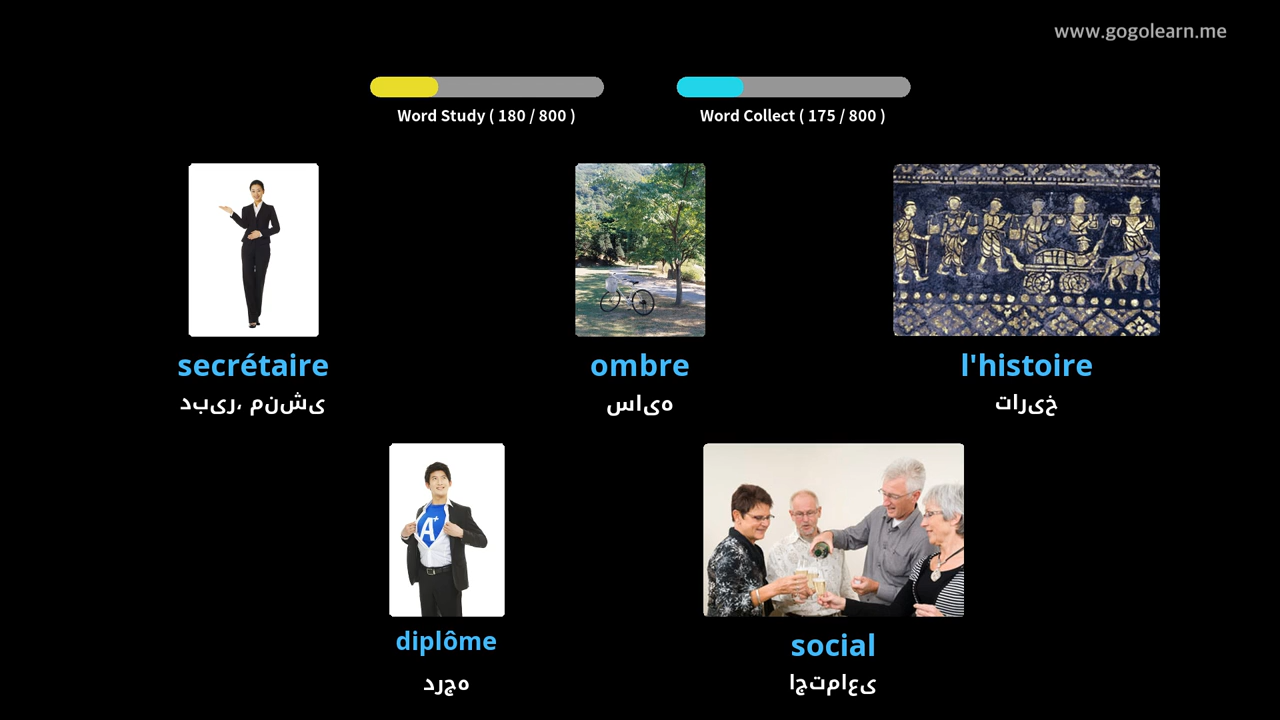 www.gogolearn.me
Word Study ( 180 / 800 )
Word Collect ( 175 / 800 )
secrétaire
دبیر، منشی
ombre
سایه
l'histoire
تاریخ
diplôme
درجه
social
اجتماعی